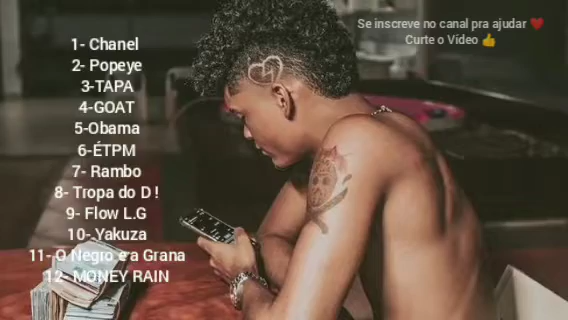 Se inscreve no canal pra ajudar ❤️
Curte o Vídeo 👍
1- Chanel
2- Popeye
3-TAPA
4-GOAT
5-Obama
6-ÉTPM
7- Rambo
8- Tropa do D !
9- Flow L.G
10- Yakuza
11- O Negro e a Grana
12- MONEY RAIN